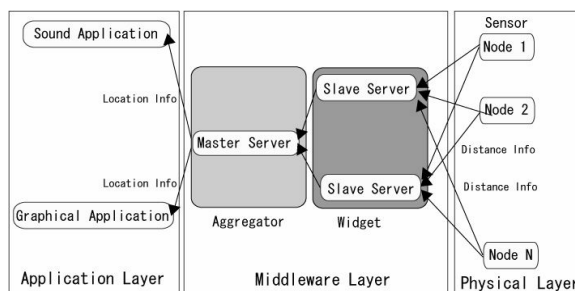 Sound Application
Location Info
Location Info
Graphical Application
Application Layer
Master Server
Aggregator
Slave Server
Slave Server
Widget
Middleware Layer
Sensor
Node 1
Node 2
Distance Info
Distance Info
Node N
Physical Layer